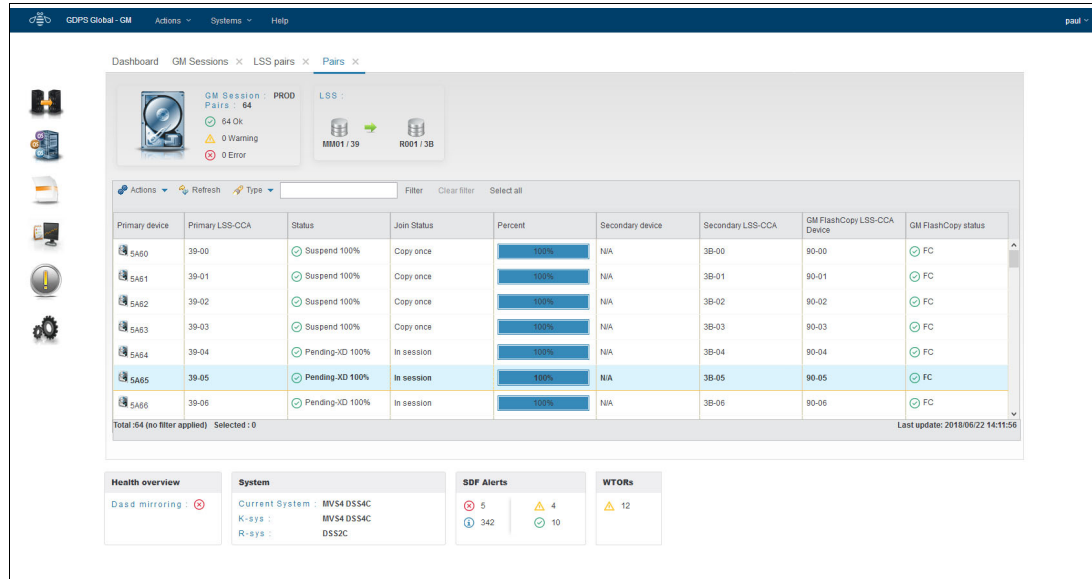 GDPS Global - GM Actions Systems Help paul
Dashboard GM Sessions × LSS pairs × Pairs ×
GM Session : PROD
Pairs : 64
64 Ok
0 Warning
0 Error
LSS :
MM01 / 39 R001 / 3B
Actions Refresh Type Filter Clear filter Select all
Primary device Primary LSS-CCA Status Join Status Percent Secondary device Secondary LSS-CCA GM FlashCopy LSS-CCA Device GM FlashCopy status
5A60 39-00 Suspend 100% Copy once 100% N/A 3B-00 90-00 FC
5A61 39-01 Suspend 100% Copy once 100% N/A 3B-01 90-01 FC
5A62 39-02 Suspend 100% Copy once 100% N/A 3B-02 90-02 FC
5A63 39-03 Suspend 100% Copy once 100% N/A 3B-03 90-03 FC
5A64 39-04 Pending-XD 100% In session 100% N/A 3B-04 90-04 FC
5A65 39-05 Pending-XD 100% In session 100% N/A 3B-05 90-05 FC
5A66 39-06 Pending-XD 100% In session 100% N/A 3B-06 90-06 FC
Total :64 (no filter applied) Selected : 0 Last update: 2018/06/22 14:11:56
Health overview
Dasd mirroring :
System
Current System : MVS4 DSS4C
K-sys : MVS4 DSS4C
R-sys : DSS2C
SDF Alerts
5 4
342 10
WTORs
12